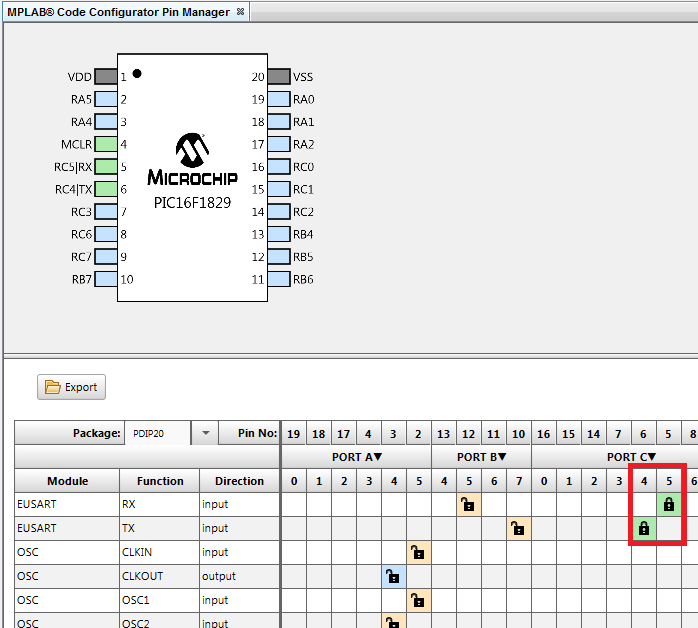 MPLAB® Code Configurator Pin Manager
VDD 1 20 VSS
RA5 2 19 RA0
RA4 3 18 RA1
MCLR 4 17 RA2
RC5|RX 5 16 RC0
RC4|TX 6 15 RC1
RC3 7 14 RC2
RC6 8 13 RB4
RC7 9 12 RB5
RB7 10 11 RB6
MICROCHIP
PIC16F1829
Export
Package: PDIP20 Pin No: 19 18 17 4 3 2 13 12 11 10 16 15 14 7 6 5 8
PORT A▼ PORT B▼ PORT C▼
Module Function Direction 0 1 2 3 4 5 4 5 6 7 0 1 2 3 4 5 6
EUSART RX input
EUSART TX input
OSC CLKIN input
OSC CLKOUT output
OSC OSC1 input
OSC OSC2 input